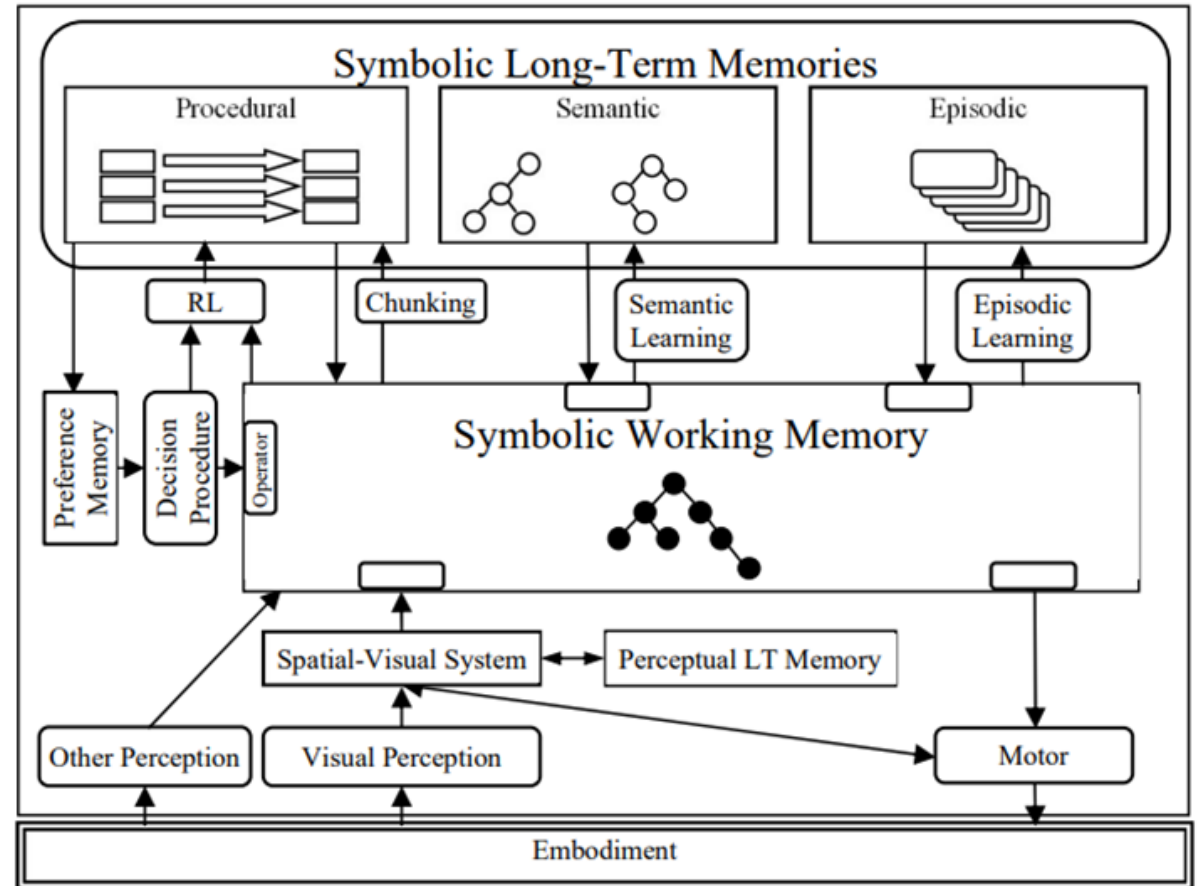 Symbolic Long-Term Memories
Procedural
Semantic
Episodic
RL
Chunking
Semantic
Learning
Episodic
Learning
Preference
Memory
Decision
Procedure
Operator
Symbolic Working Memory
Spatial-Visual System
Perceptual LT Memory
Other Perception
Visual Perception
Motor
Embodiment